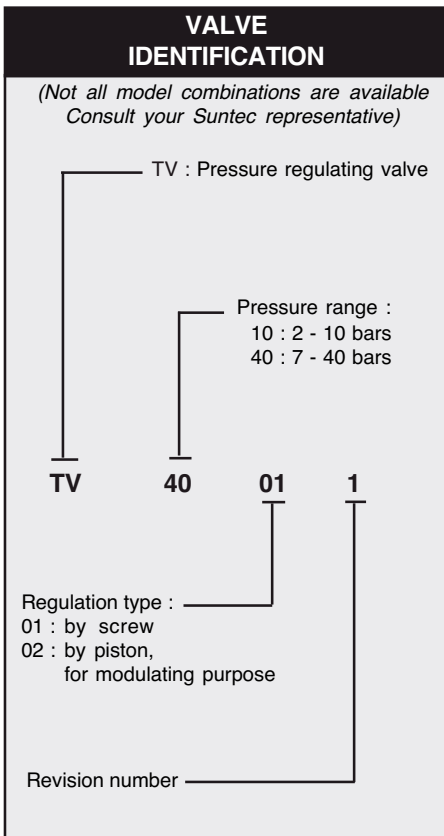 VALVE
IDENTIFICATION
(Not all model combinations are available
Consult your Suntec representative)
TV : Pressure regulating valve
Pressure range :
10 : 2 - 10 bars
40 : 7 - 40 bars
TV 40 01 1
Regulation type :
01 : by screw
02 : by piston,
for modulating purpose
Revision number